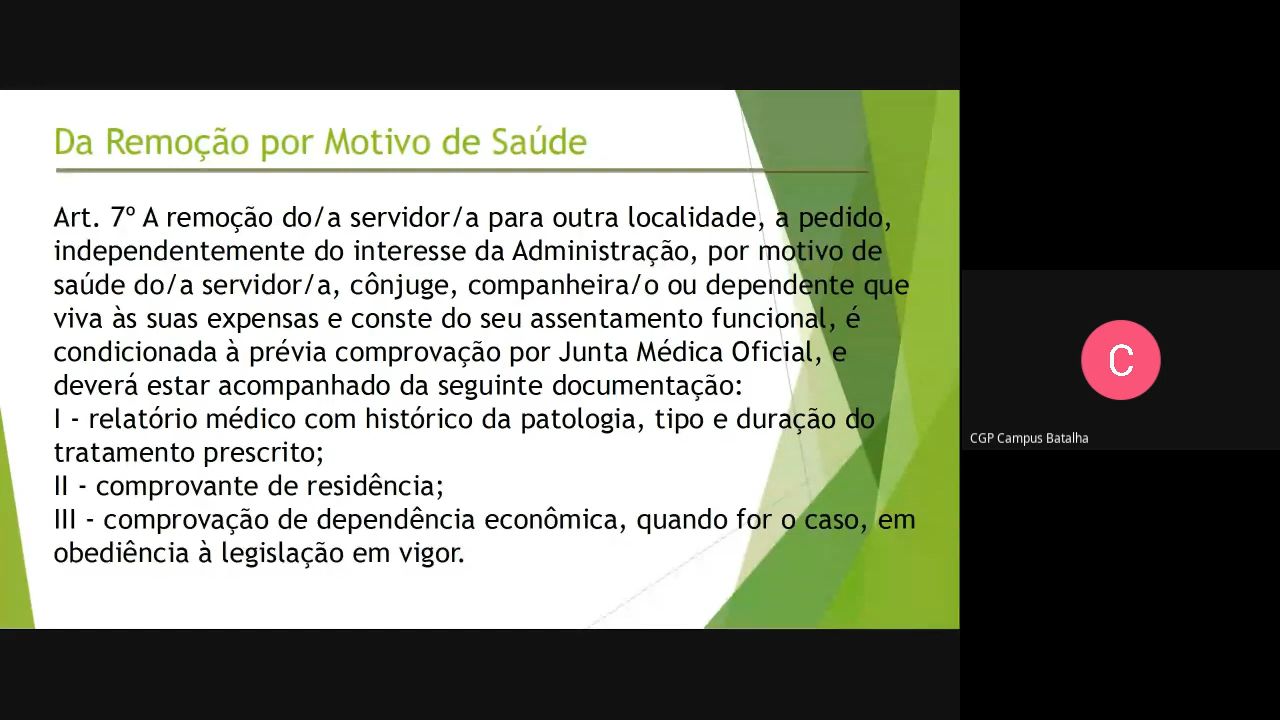 Da Remoção por Motivo de Saúde
Art. 7º A remoção do/a servidor/a para outra localidade, a pedido,
independentemente do interesse da Administração, por motivo de
saúde do/a servidor/a, cônjuge, companheira/o ou dependente que
viva às suas expensas e conste do seu assentamento funcional, é
condicionada à prévia comprovação por Junta Médica Oficial, e
deverá estar acompanhado da seguinte documentação:
I - relatório médico com histórico da patologia, tipo e duração do
tratamento prescrito;
II - comprovante de residência;
III - comprovação de dependência econômica, quando for o caso, em
obediência à legislação em vigor.
C
CGP Campus Batalha